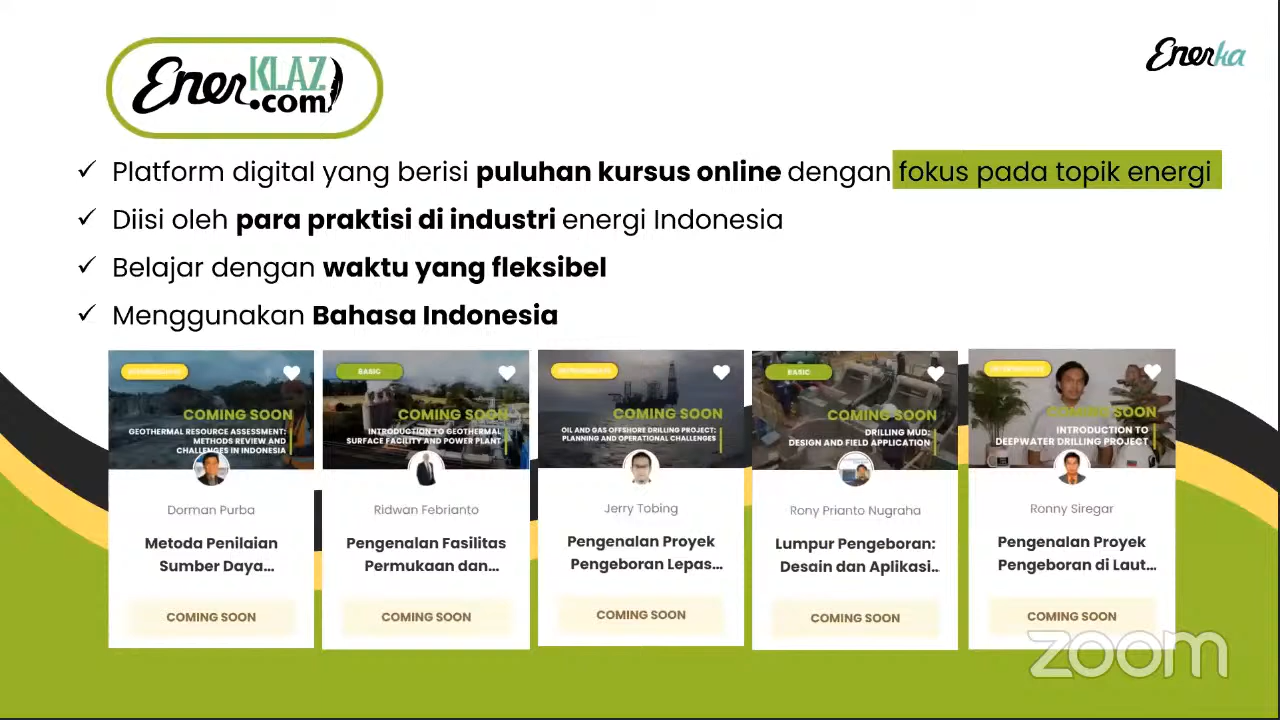 EnerKLAZ
.com
Enerka
✓ Platform digital yang berisi puluhan kursus online dengan fokus pada topik energi
✓ Diisi oleh para praktisi di industri energi Indonesia
✓ Belajar dengan waktu yang fleksibel
✓ Menggunakan Bahasa Indonesia
COMING SOON
GEOTHERMAL RESOURCE ASSESSMENT:
METHODS REVIEW AND
CHALLENGES IN INDONESIA
Dorman Purba
Metoda Penilaian
Sumber Daya...
COMING SOON
BASIC
COMING SOON
INTRODUCTION TO GEOTHERMAL
SURFACE FACILITY AND POWER PLANT
Ridwan Febrianto
Pengenalan Fasilitas
Permukaan dan...
COMING SOON
COMING SOON
OIL AND GAS OFFSHORE DRILLING PROJECT:
PLANNING AND OPERATIONAL CHALLENGES
Jerry Tobing
Pengenalan Proyek
Pengeboran Lepas...
COMING SOON
BASIC
COMING SOON
DRILLING MUD:
DESIGN AND FIELD APPLICATION
Rony Prianto Nugraha
Lumpur Pengeboran:
Desain dan Aplikasi...
COMING SOON
COMING SOON
INTRODUCTION TO
DEEPWATER DRILLING PROJECT
Ronny Siregar
Pengenalan Proyek
Pengeboran di Laut...
COMING SOON
zoom